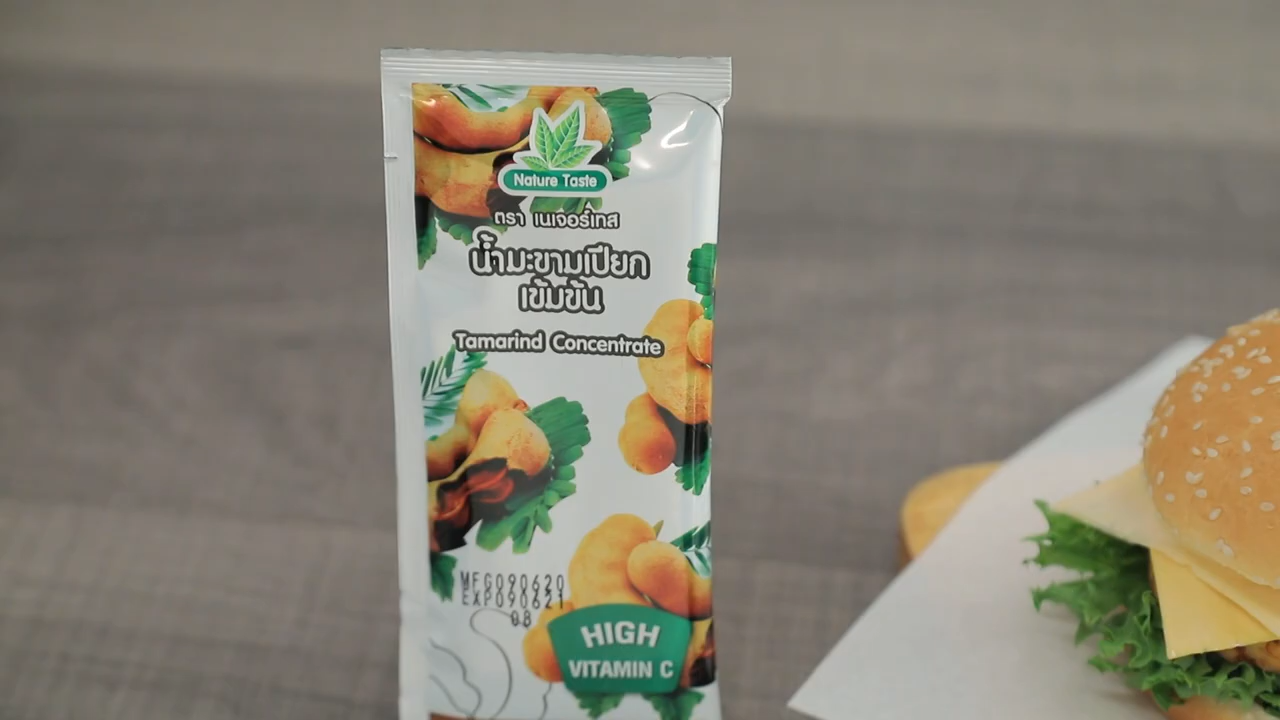 Nature Taste
ตรา เนเจอร์เทส
น้ำมะขามเปียก
เข้มข้น
Tamarind Concentrate
MFG090620
EXP090621
08
HIGH
VITAMIN C